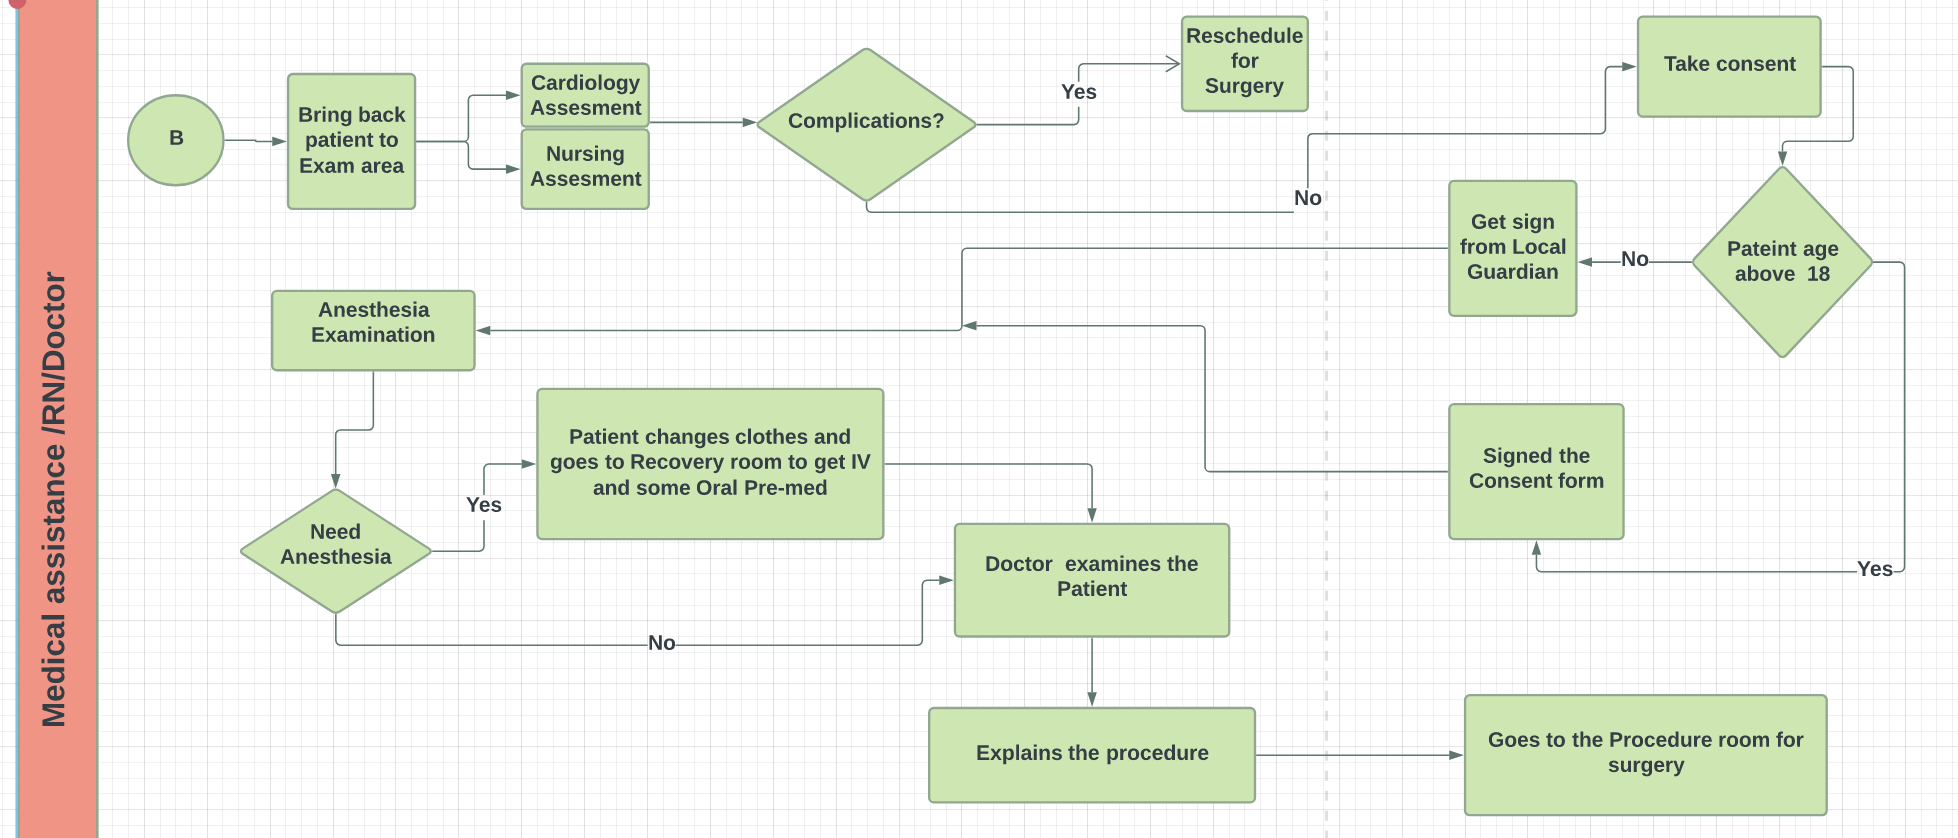 Medical assistance /RN/Doctor
B
Bring back
patient to
Exam area
Cardiology
Assesment
Nursing
Assesment
Complications?
Yes
Reschedule
for
Surgery
No
Take consent
Pateint age
above  18
No
Get sign
from Local
Guardian
Yes
Signed the
Consent form
Anesthesia
Examination
Need
Anesthesia
Yes
Patient changes clothes and
goes to Recovery room to get IV
and some Oral Pre-med
No
Doctor  examines the
Patient
Explains the procedure
Goes to the Procedure room for
surgery